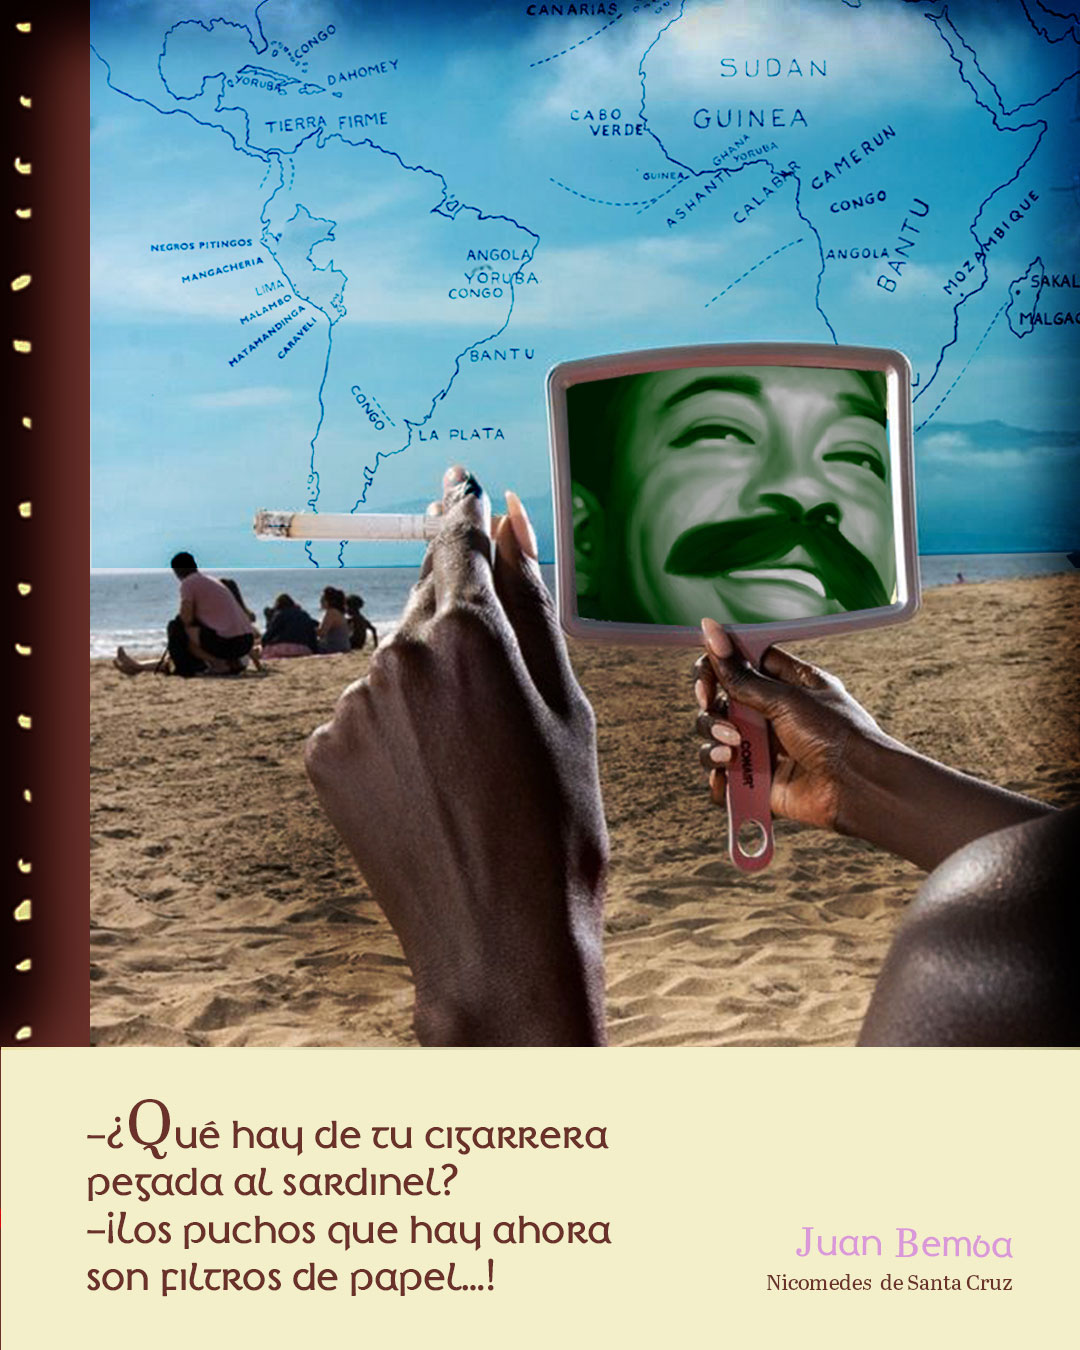 CANARIAS
CONGO
YORUBA
DAHOMEY
TIERRA FIRME
SUDAN
CABO
VERDE
GUINEA
GHANA
YORUBA
GUINEA
ASHANTI
CALABAR
CAMERUN
CONGO
BANTU
MOZAMBIQUE
ANGOLA
SAKAL
MALGAC
NEGROS PITINGOS
MANGACHERIA
LIMA
MALAMBO
MATAMANDINGA
CARAVELI
ANGOLA
YORUBA
CONGO
BANTU
CONGO
LA PLATA
CONAIR
–¿Qué hay de tu cigarrera
pegada al sardinel?
–¡Los puchos que hay ahora
son filtros de papel...!
Juan Bemba
Nicomedes de Santa Cruz